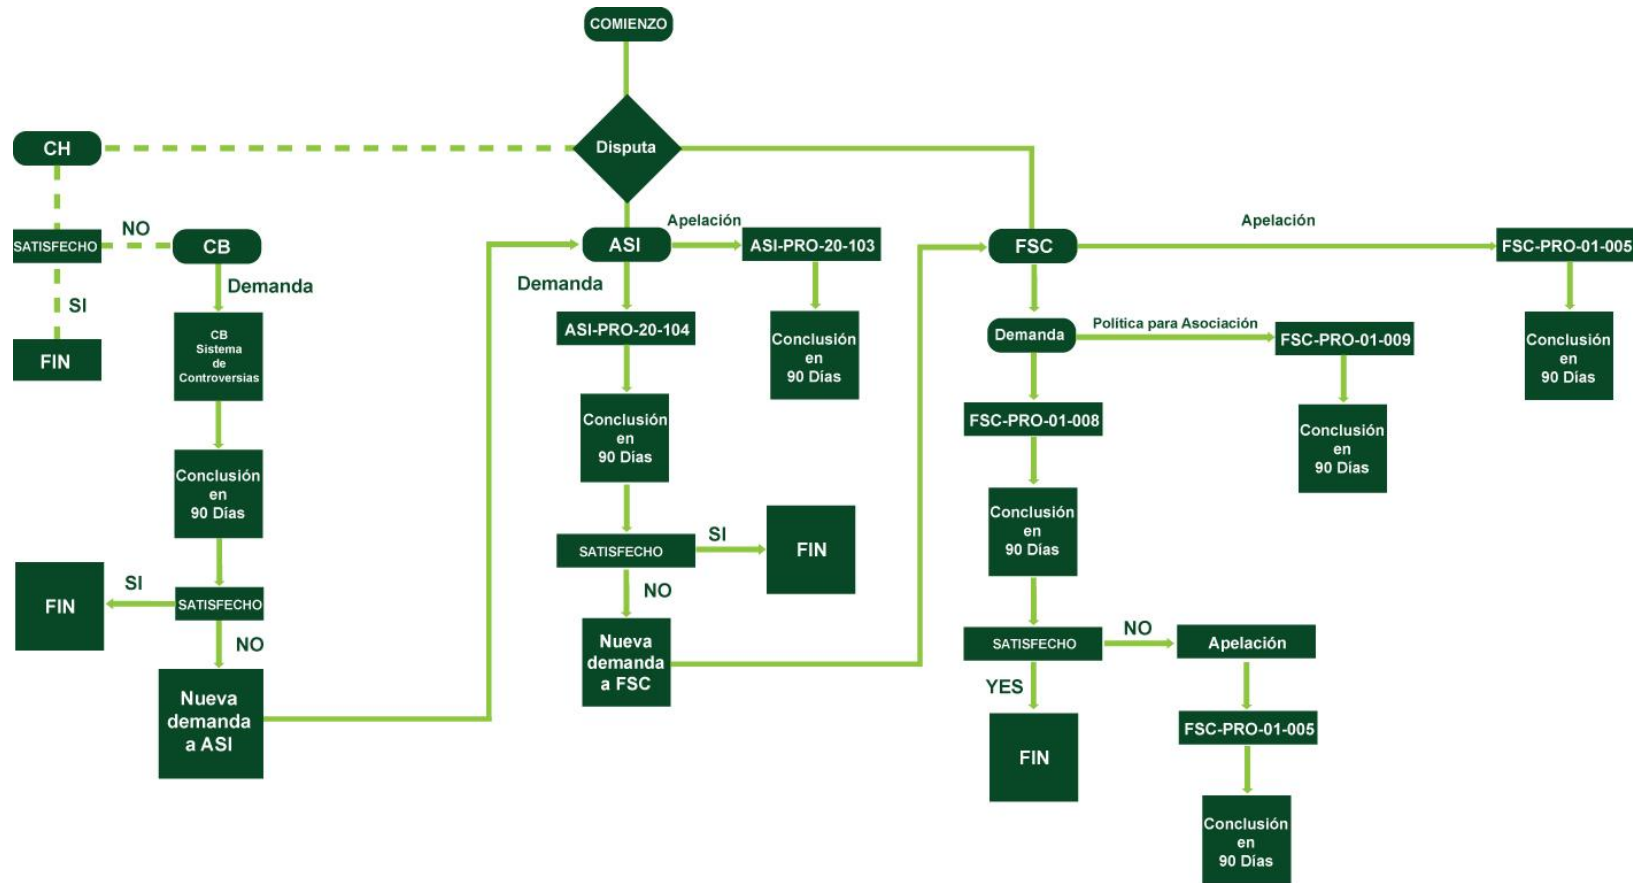 COMIENZO
Disputa
CH
SATISFECHO
NO
SI
FIN
CB
Demanda
CB
Sistema
de
Controversias
Conclusión
en
90 Días
SATISFECHO
SI
FIN
NO
Nueva
demanda
a ASI
ASI
Apelación
ASI-PRO-20-103
Conclusión
en
90 Días
Demanda
ASI-PRO-20-104
Conclusión
en
90 Días
SATISFECHO
SI
FIN
NO
Nueva
demanda
a FSC
FSC
Apelación
FSC-PRO-01-005
Conclusión
en
90 Días
Demanda
Política para Asociación
FSC-PRO-01-009
Conclusión
en
90 Días
FSC-PRO-01-008
Conclusión
en
90 Días
SATISFECHO
NO
Apelación
FSC-PRO-01-005
Conclusión
en
90 Días
YES
FIN